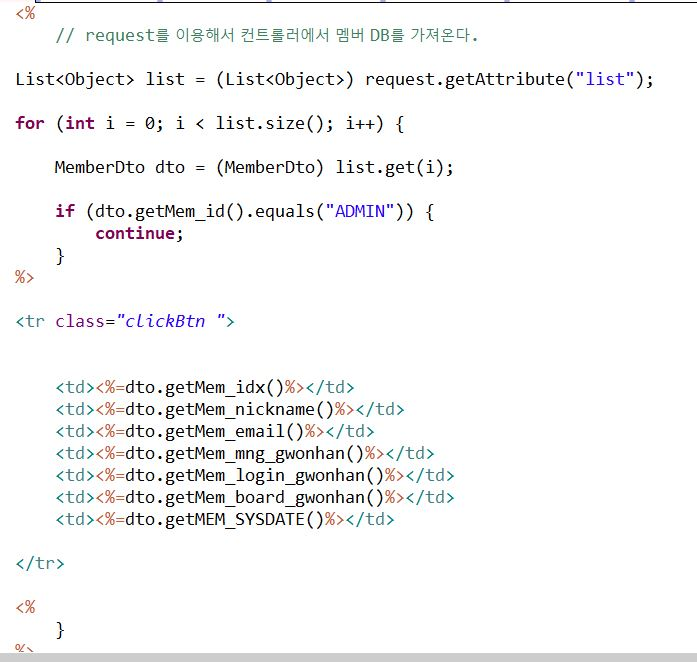 <%
// request를 이용해서 컨트롤러에서 멤버 DB를 가져온다.
List<Object> list = (List<Object>) request.getAttribute("list");
for (int i = 0; i < list.size(); i++) {
MemberDto dto = (MemberDto) list.get(i);
if (dto.getMem_id().equals("ADMIN")) {
continue;
}
%>
<tr class="clickBtn ">
<td><%=dto.getMem_idx()%></td>
<td><%=dto.getMem_nickname()%></td>
<td><%=dto.getMem_email()%></td>
<td><%=dto.getMem_mng_gwonhan()%></td>
<td><%=dto.getMem_login_gwonhan()%></td>
<td><%=dto.getMem_board_gwonhan()%></td>
<td><%=dto.getMEM_SYSDATE()%></td>
</tr>
<%
}
%>